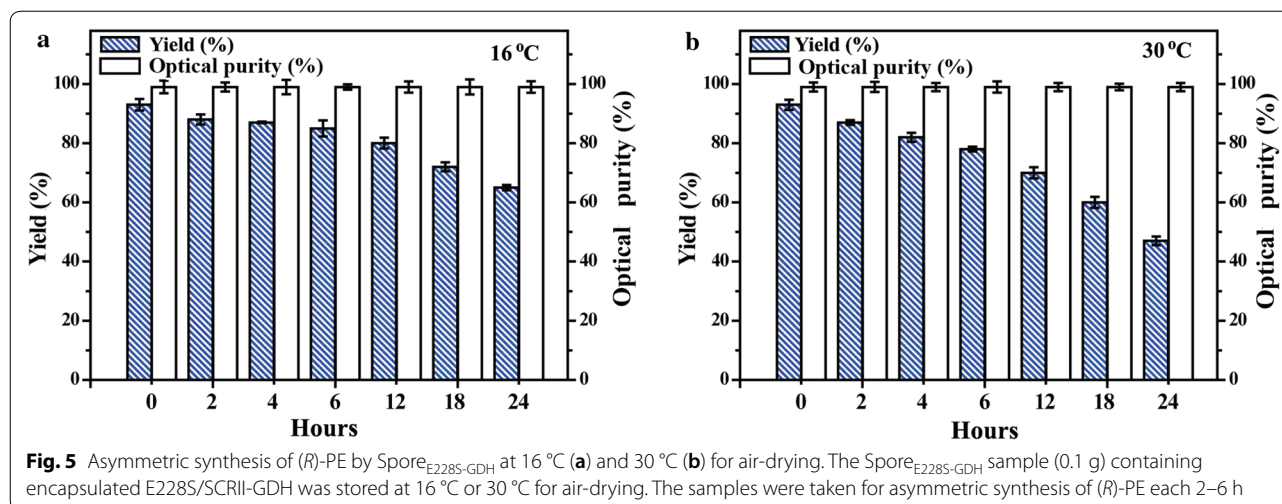 a
Yield (%)
Optical purity (%)
16 °C
100
80
60
40
20
0
Yield (%)
100
80
60
40
20
0
Optical purity (%)
0 2 4 6 12 18 24
Hours
b
Yield (%)
Optical purity (%)
30 °C
100
80
60
40
20
0
Yield (%)
100
80
60
40
20
0
Optical purity (%)
0 2 4 6 12 18 24
Hours
Fig. 5 Asymmetric synthesis of (R)-PE by Spore_E228S-GDH at 16 °C (a) and 30 °C (b) for air-drying. The Spore_E228S-GDH sample (0.1 g) containing
encapsulated E228S/SCRII-GDH was stored at 16 °C or 30 °C for air-drying. The samples were taken for asymmetric synthesis of (R)-PE each 2–6 h